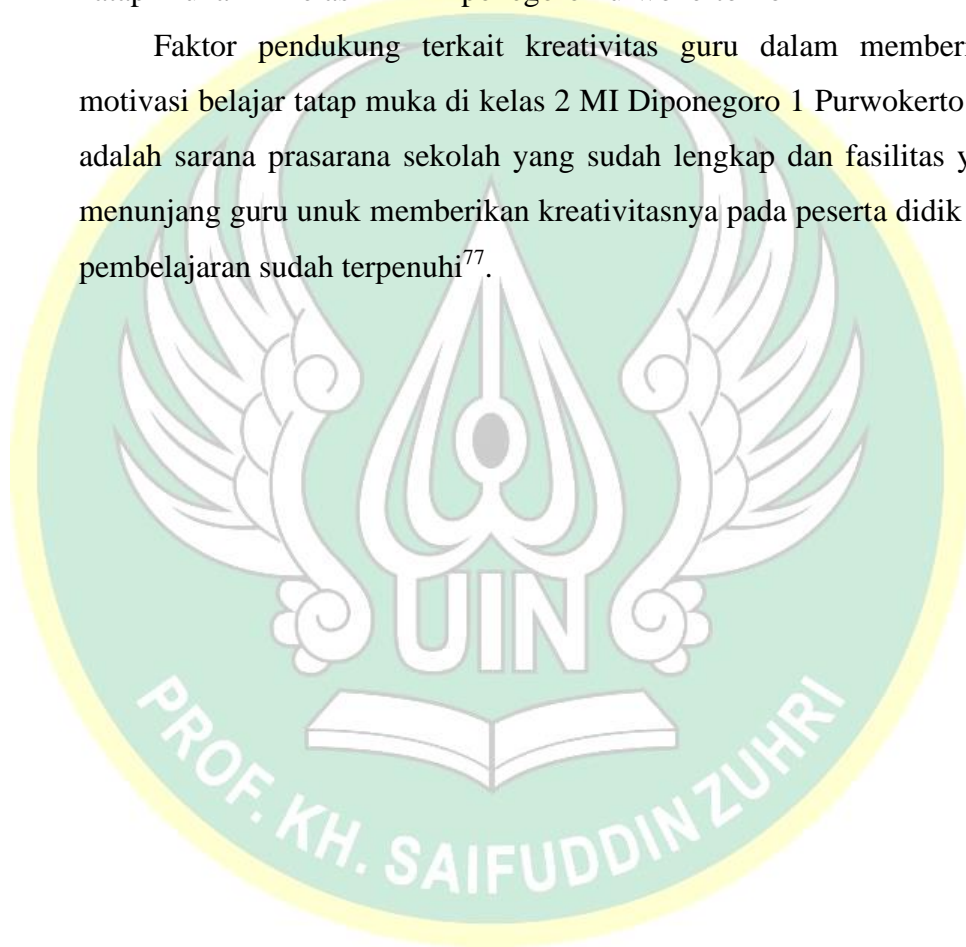 Faktor pendukung terkait kreativitas guru dalam member
motivasi belajar tatap muka di kelas 2 MI Diponegoro 1 Purwokerto
adalah sarana prasarana sekolah yang sudah lengkap dan fasilitas y
menunjang guru unuk memberikan kreativitasnya pada peserta didik
pembelajaran sudah terpenuhi77.
UIN
PROF. KH. SAIFUDDIN ZUHRI